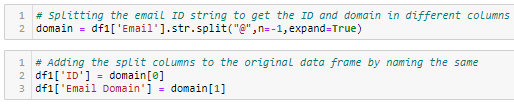 1 # Splitting the email ID string to get the ID and domain in different columns
2 domain = df1['Email'].str.split("@",n=-1,expand=True)
1 # Adding the split columns to the original data frame by naming the same
2 df1['ID'] = domain[0]
3 df1['Email Domain'] = domain[1]